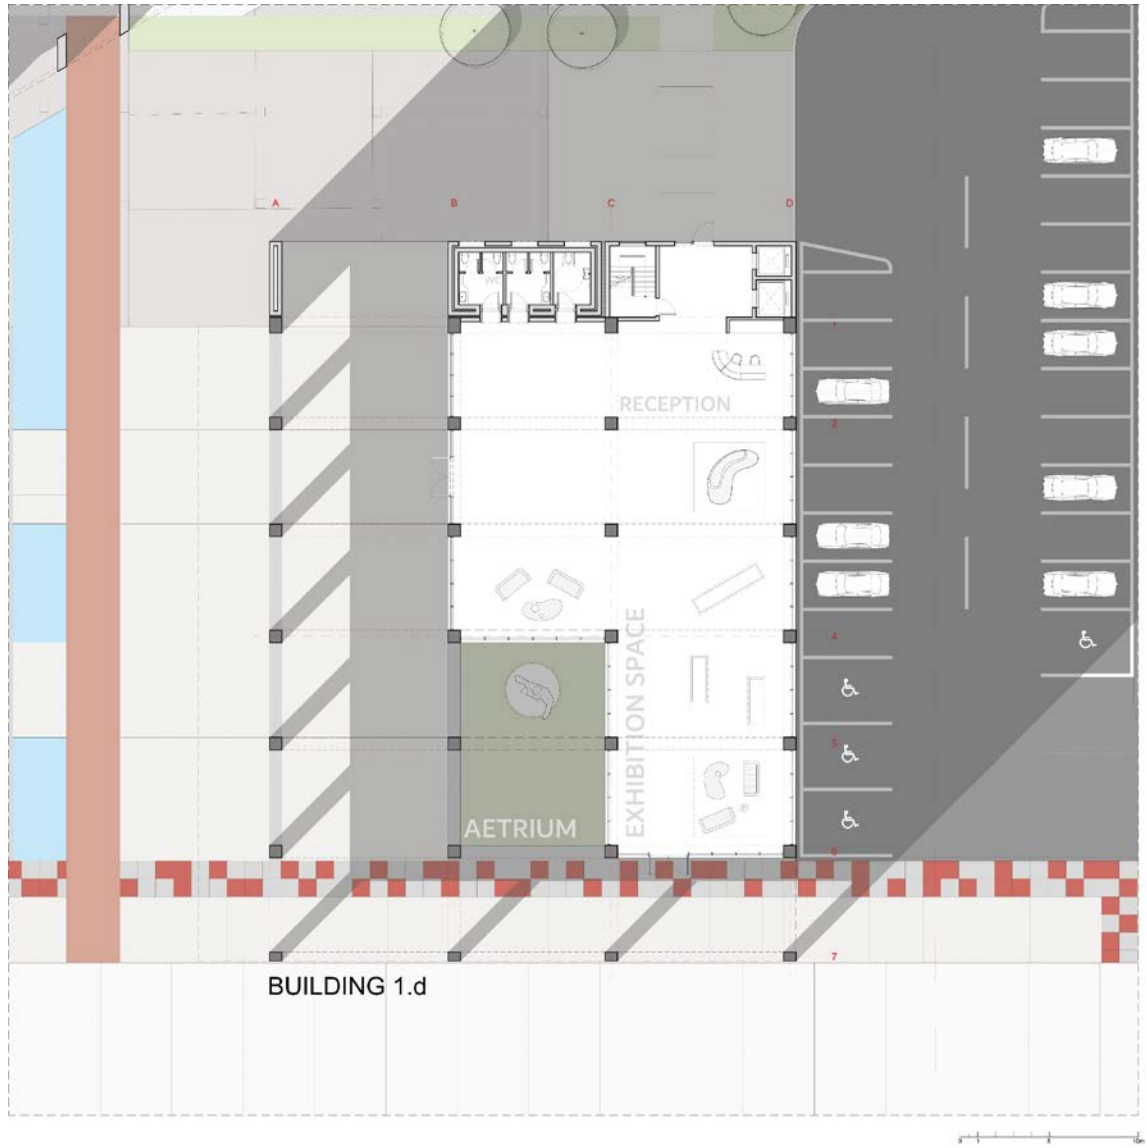 A B C D
WC
1
RECEPTION
2
EXHIBITION SPACE
4
5
AETRIUM
6
7
BUILDING 1.d